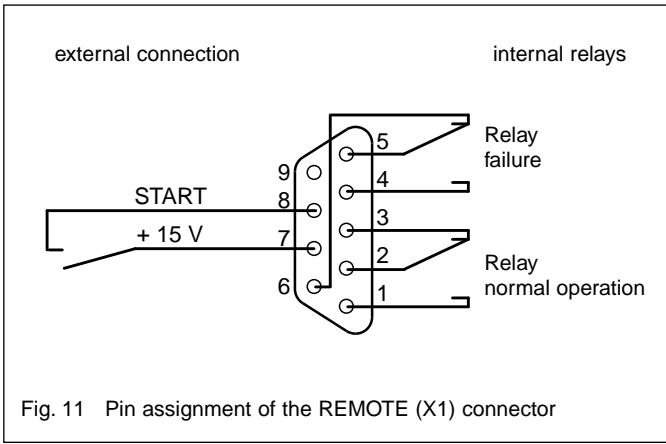 external connection
internal relays
5
Relay
failure
9
4
START
8
3
+ 15 V
7
2
Relay
normal operation
6
1
Fig. 11 Pin assignment of the REMOTE (X1) connector